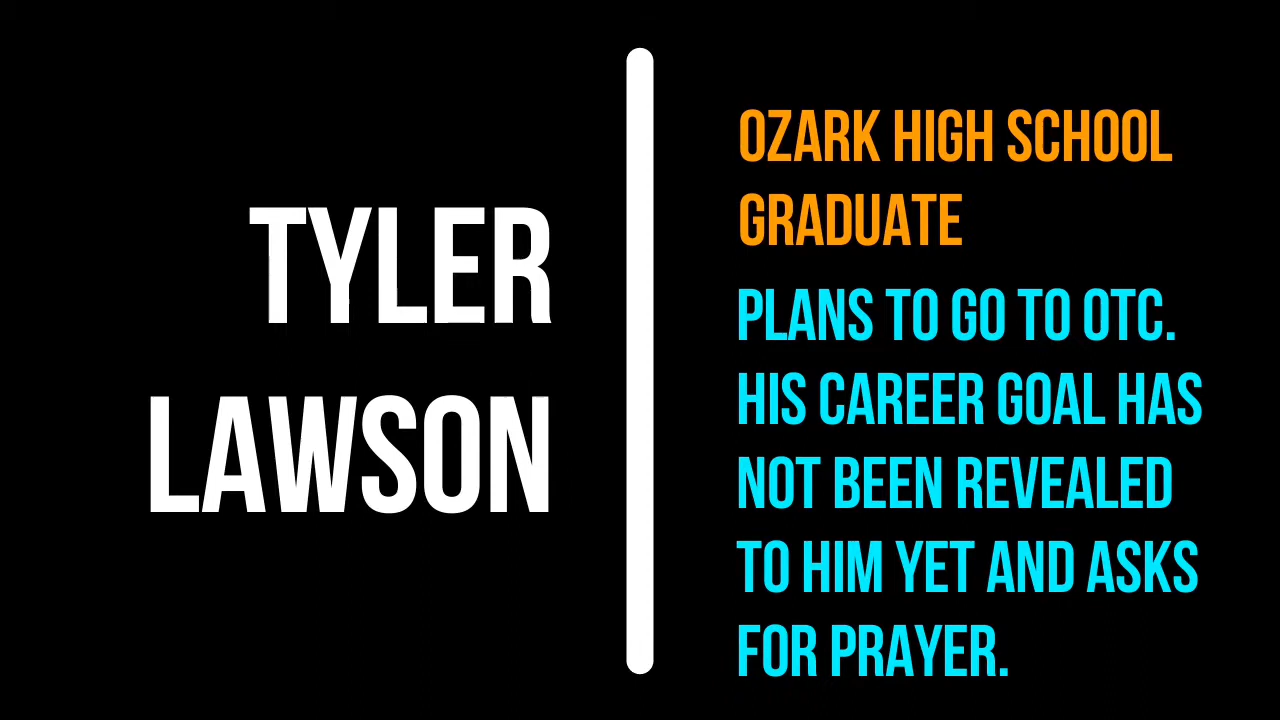 TYLER
LAWSON
OZARK HIGH SCHOOL
GRADUATE
PLANS TO GO TO OTC.
HIS CAREER GOAL HAS
NOT BEEN REVEALED
TO HIM YET AND ASKS
FOR PRAYER.